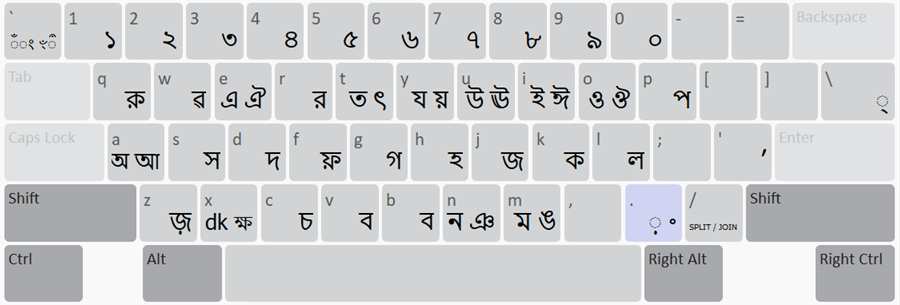 ` ঁ ং ঃ ৺ ` 1 ১ 2 ২ 3 ৩ 4 ৪ 5 ৫ 6 ৬ 7 ৭ 8 ৮ 9 ৯ 0 ০ - = Backspace
Tab q ক় w ৱ e এ ঐ r র t ত ৎ y য য় u উ ঊ i ই ঈ o ও ঔ p প [ ] \ ্
Caps Lock a অ আ s স d দ f ফ় g গ h হ j জ k ক l ল ; ' ’ Enter
Shift z জ় x dk ক্ষ c চ v ব b ব n ন ঞ m ম ঙ , . ় ॰ / SPLIT / JOIN Shift
Ctrl Alt Right Alt Right Ctrl